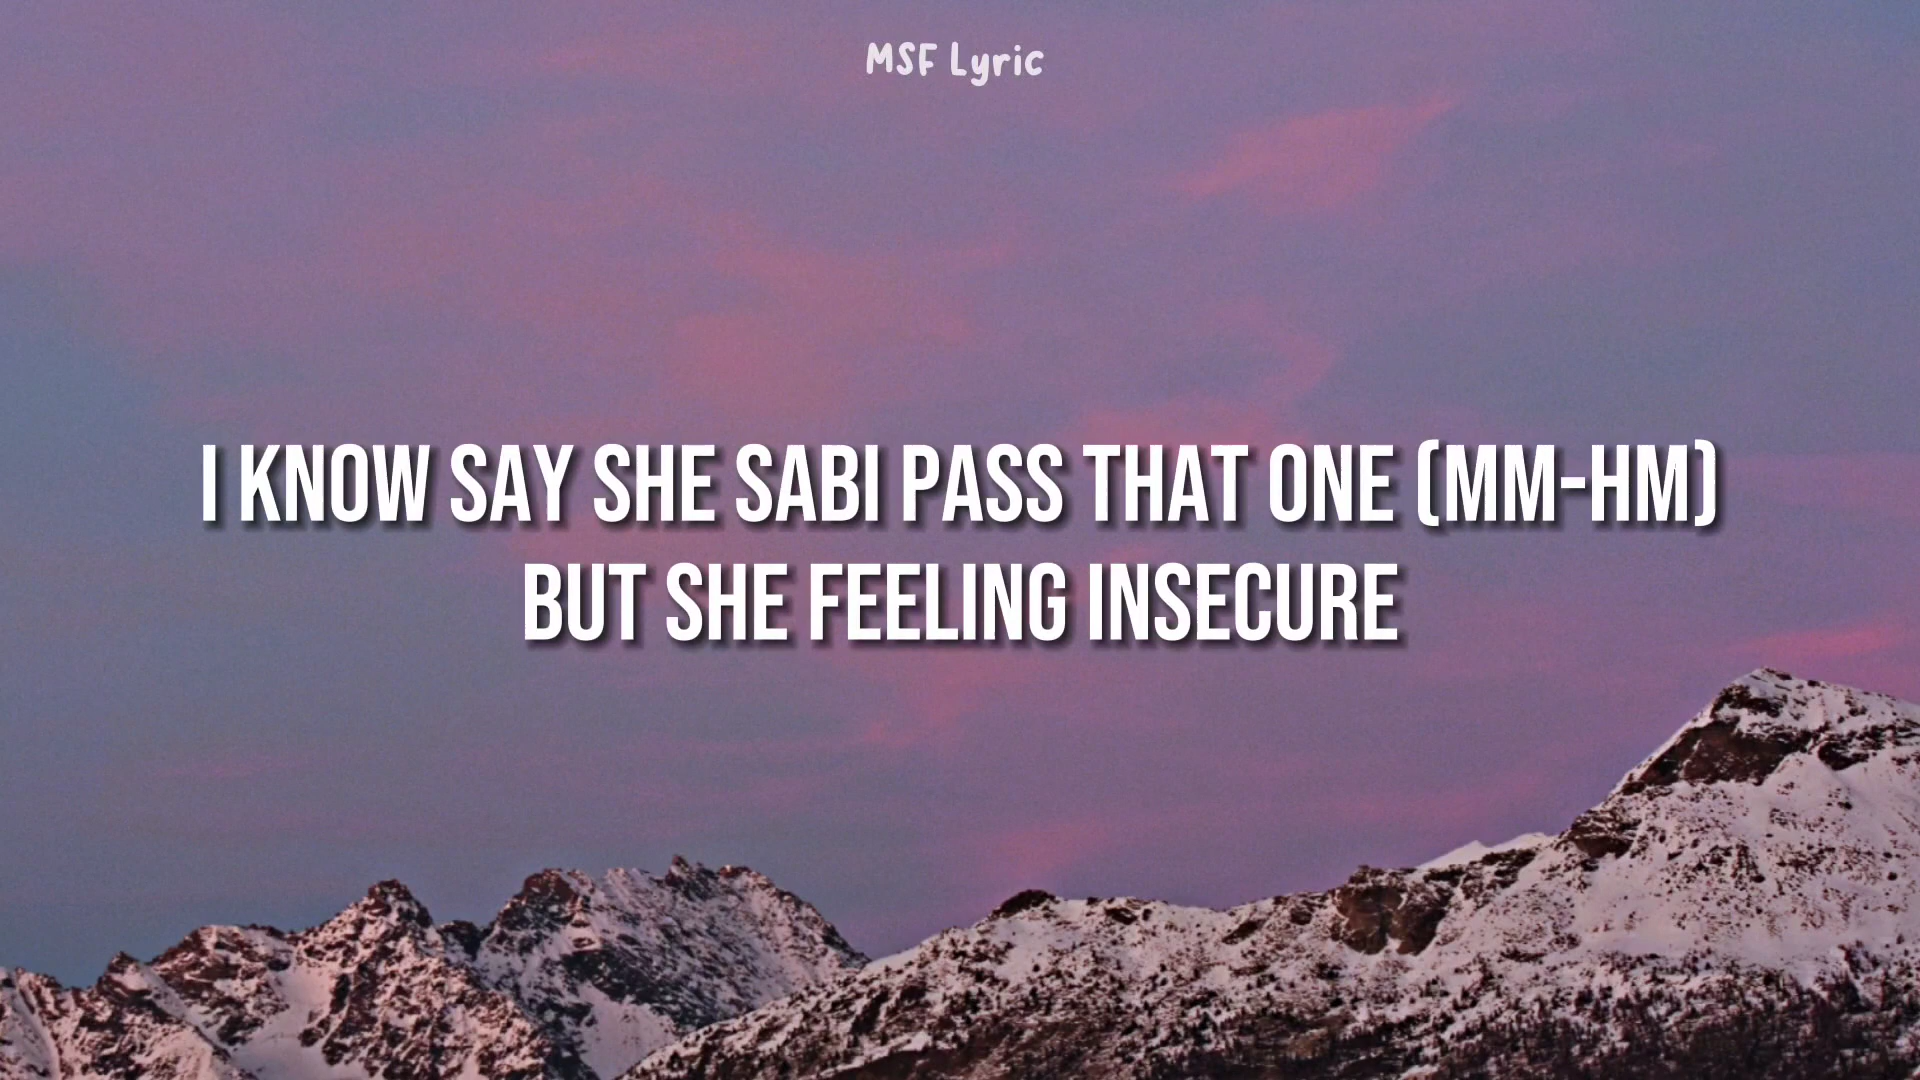 MSF Lyric
I KNOW SAY SHE SABI PASS THAT ONE (MM-HM)
BUT SHE FEELING INSECURE